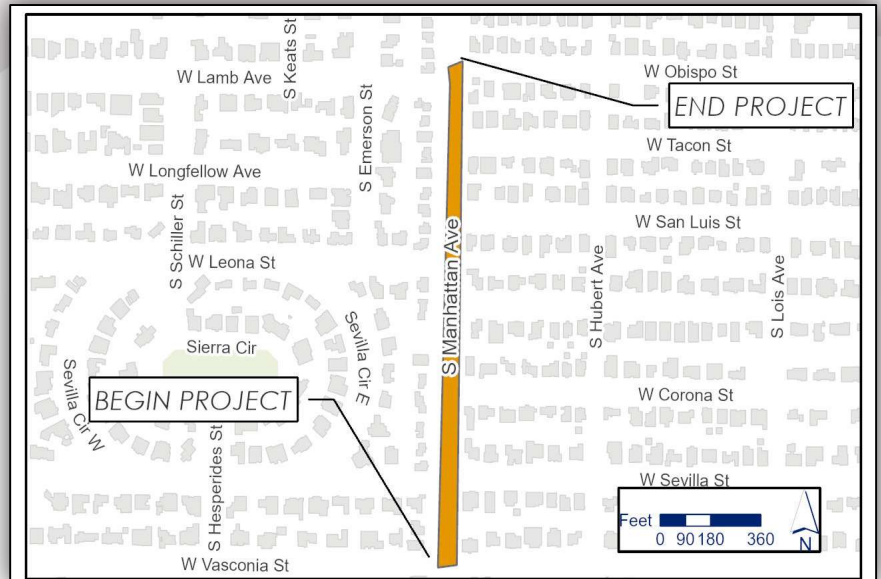 S Keats St
W Lamb Ave
W Obispo St
END PROJECT
S Emerson St
W Tacon St
W Longfellow Ave
S Schiller St
W San Luis St
W Leona St
S Manhattan Ave
S Hubert Ave
S Lois Ave
Sierra Cir
Sevilla Cir E
Sevilla Cir W
BEGIN PROJECT
W Corona St
S Hesperides St
W Sevilla St
Feet
0 90 180 360
N
W Vasconia St